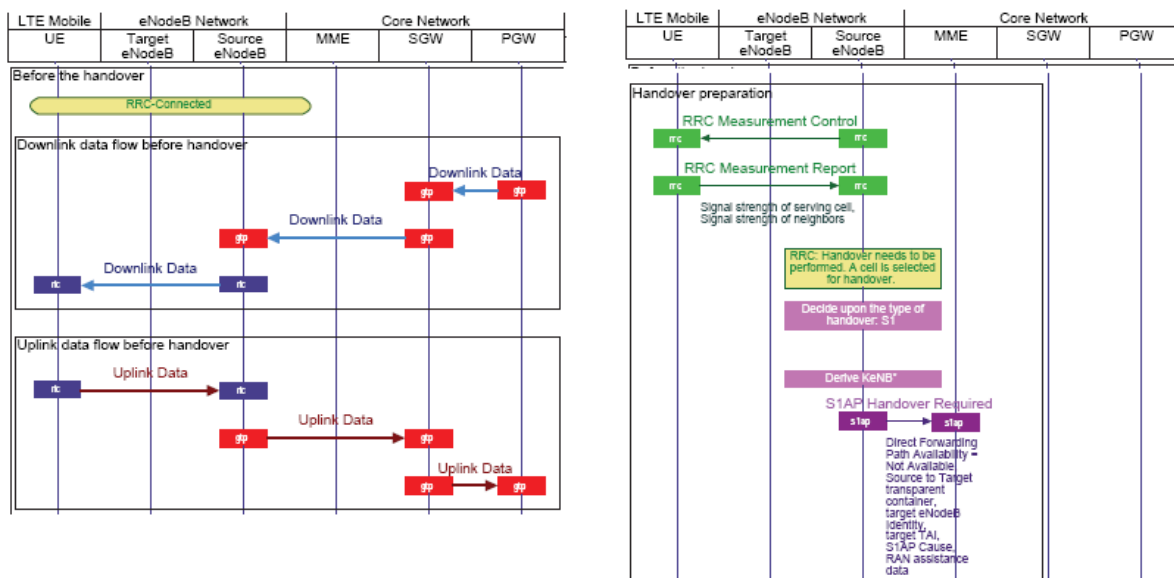 LTE Mobile eNodeB Network Core Network
UE Target Source MME SGW PGW
eNodeB eNodeB
Before the handover
RRC-Connected
Downlink data flow before handover
Downlink Data
gtp gtp
Downlink Data
gtp gtp
Downlink Data
rlc rlc
Uplink data flow before handover
Uplink Data
rlc rlc
Uplink Data
gtp gtp
Uplink Data
gtp gtp
LTE Mobile eNodeB Network Core Network
UE Target Source MME SGW PGW
eNodeB eNodeB
Handover preparation
RRC Measurement Control
rrc rrc
RRC Measurement Report
rrc rrc
Signal strength of serving cell,
Signal strength of neighbors
RRC: Handover needs to be
performed. A cell is selected
for handover.
Decide upon the type of
handover: S1
Derive KeNB*
S1AP Handover Required
s1ap s1ap
Direct Forwarding
Path Availability =
Not Available,
Source to Target
transparent
container,
target eNodeB
Identity,
target TAI,
S1AP Cause,
RAN assistance
data